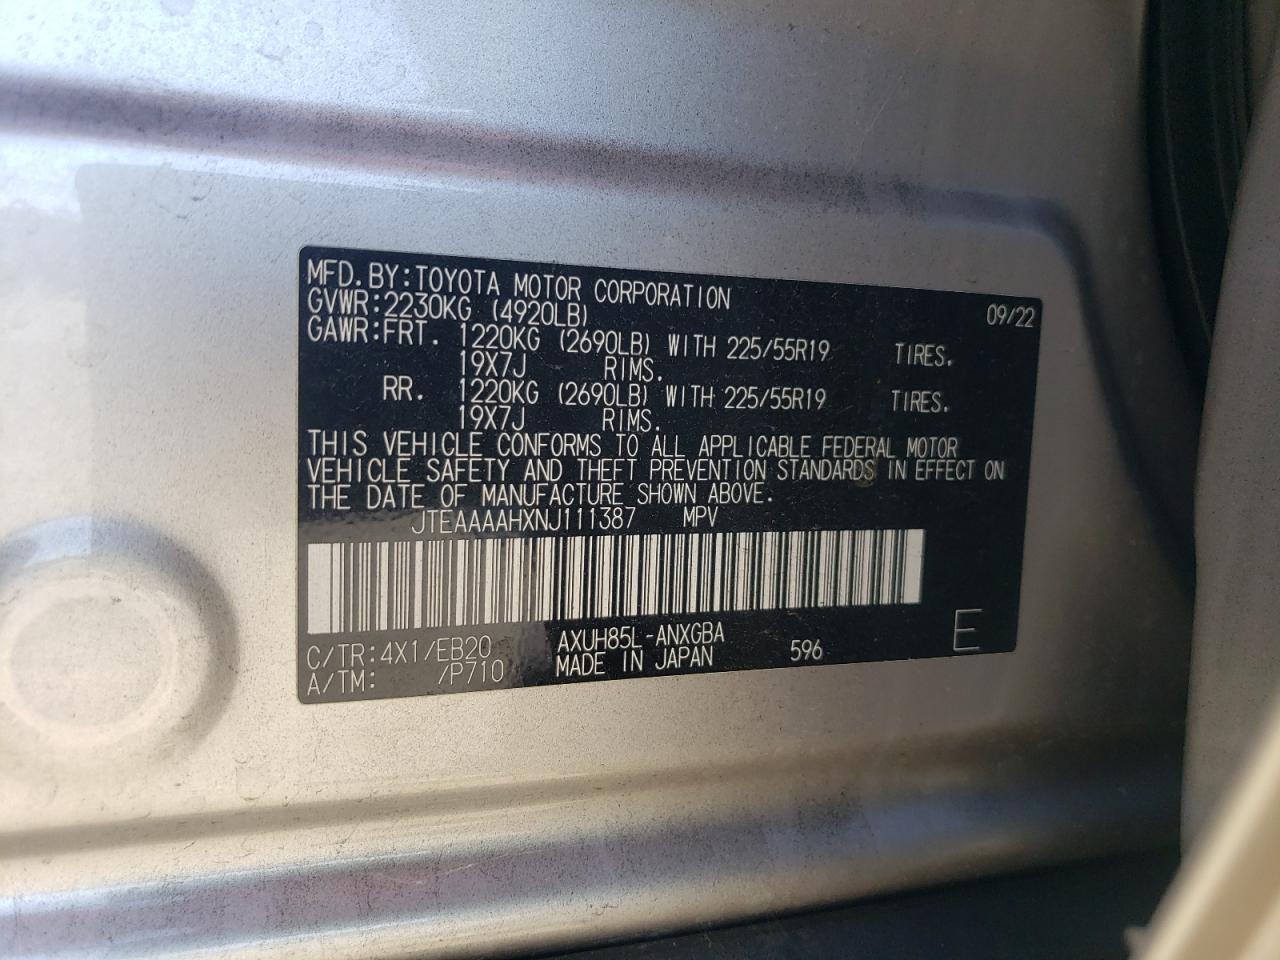 MFD.BY:TOYOTA MOTOR CORPORATION 09/22
GVWR:2230KG (4920LB)
GAWR:FRT. 1220KG (2690LB) WITH 225/55R19 TIRES.
19X7J RIMS.
RR. 1220KG (2690LB) WITH 225/55R19 TIRES.
19X7J RIMS.
THIS VEHICLE CONFORMS TO ALL APPLICABLE FEDERAL MOTOR
VEHICLE SAFETY AND THEFT PREVENTION STANDARDS IN EFFECT ON
THE DATE OF MANUFACTURE SHOWN ABOVE.
JTEAAAAHXNJ111387 MPV
C/TR:4X1/EB20 AXUH85L-ANXGBA 596 E
A/TM: /P710 MADE IN JAPAN